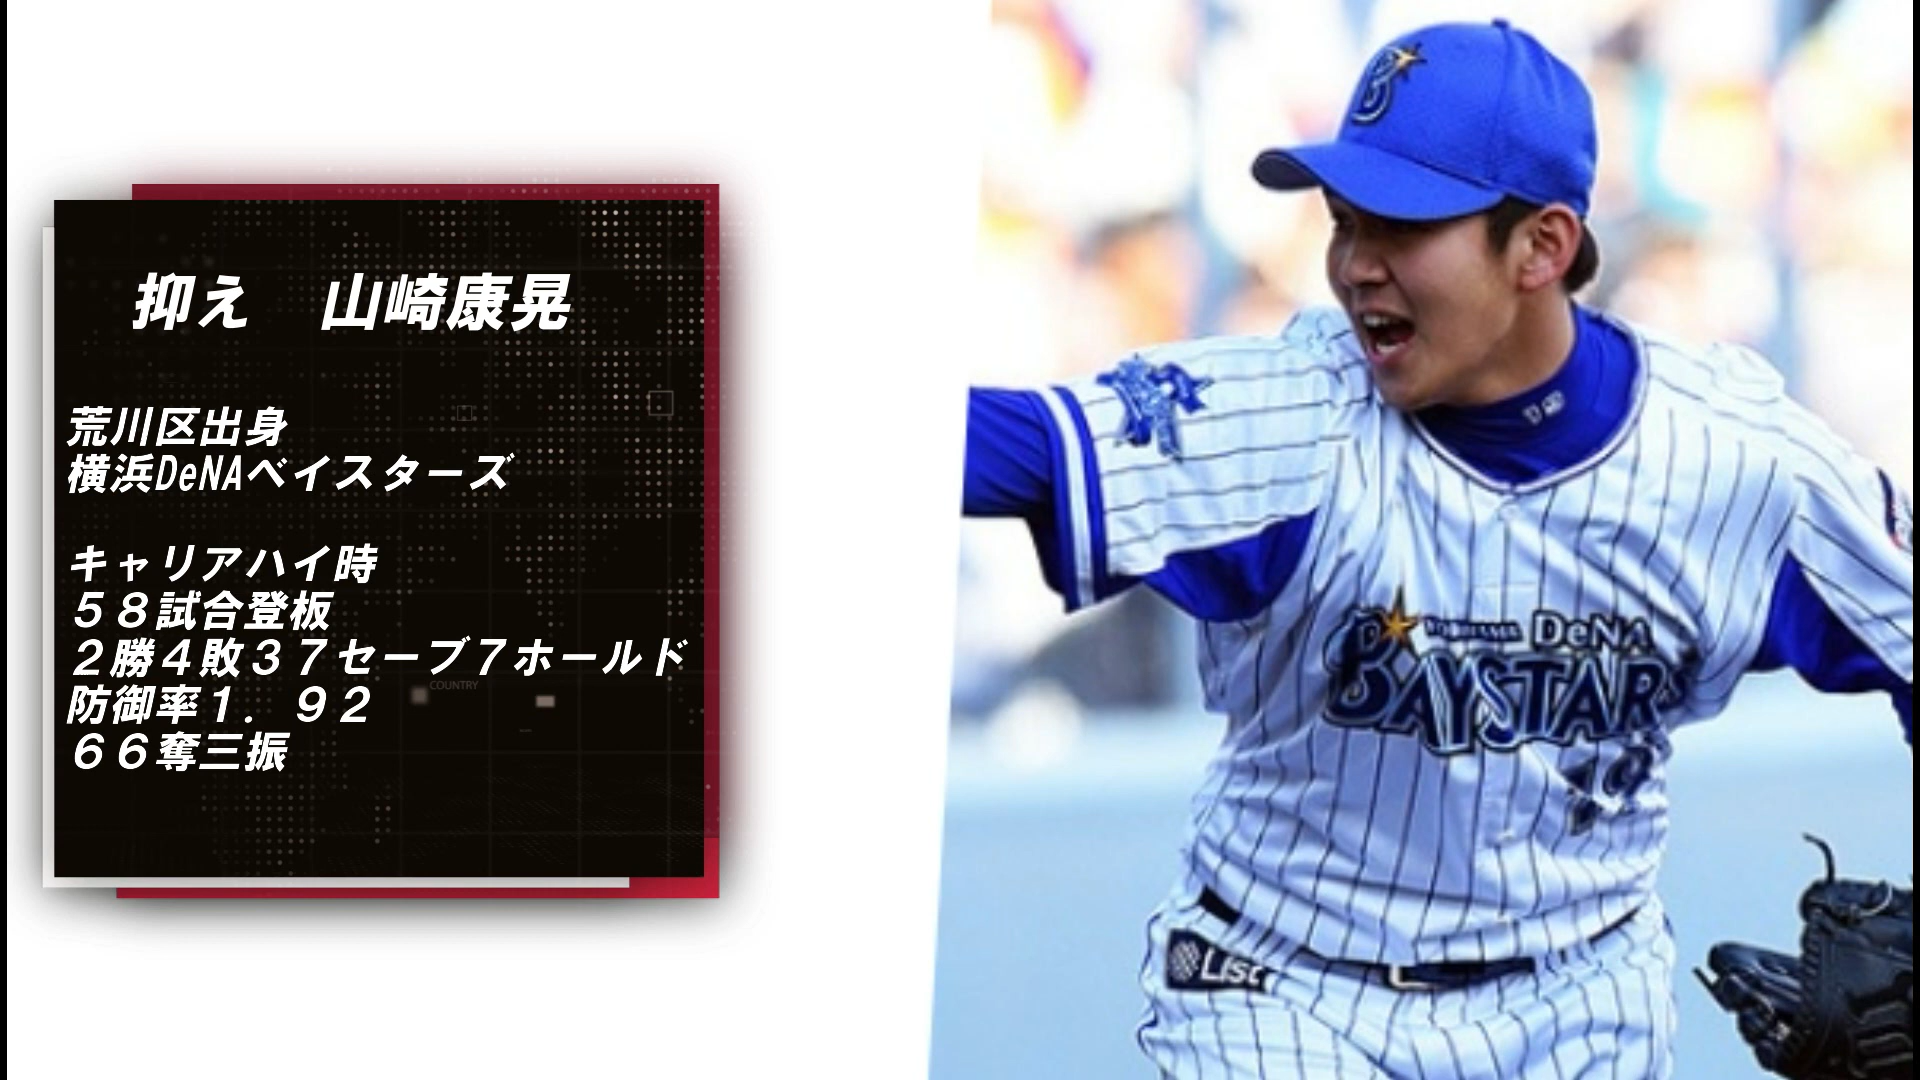 抑え　山崎康晃
荒川区出身
横浜DeNAベイスターズ
キャリアハイ時
５８試合登板
２勝４敗３７セーブ７ホールド
防御率１．９２
６６奪三振
COUNTRY
YOKOHAMA DeNA
BAYSTARS
19
List